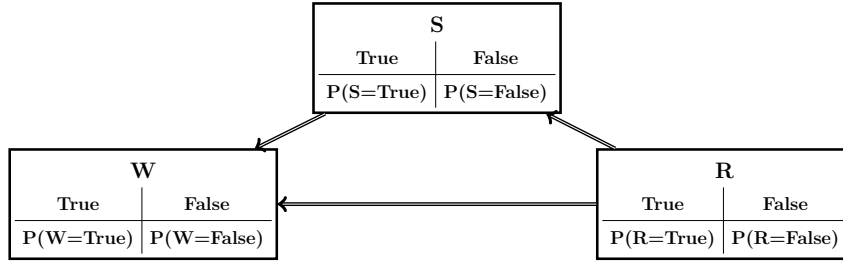 S
True False
P(S=True) P(S=False)
W
True False
P(W=True) P(W=False)
R
True False
P(R=True) P(R=False)